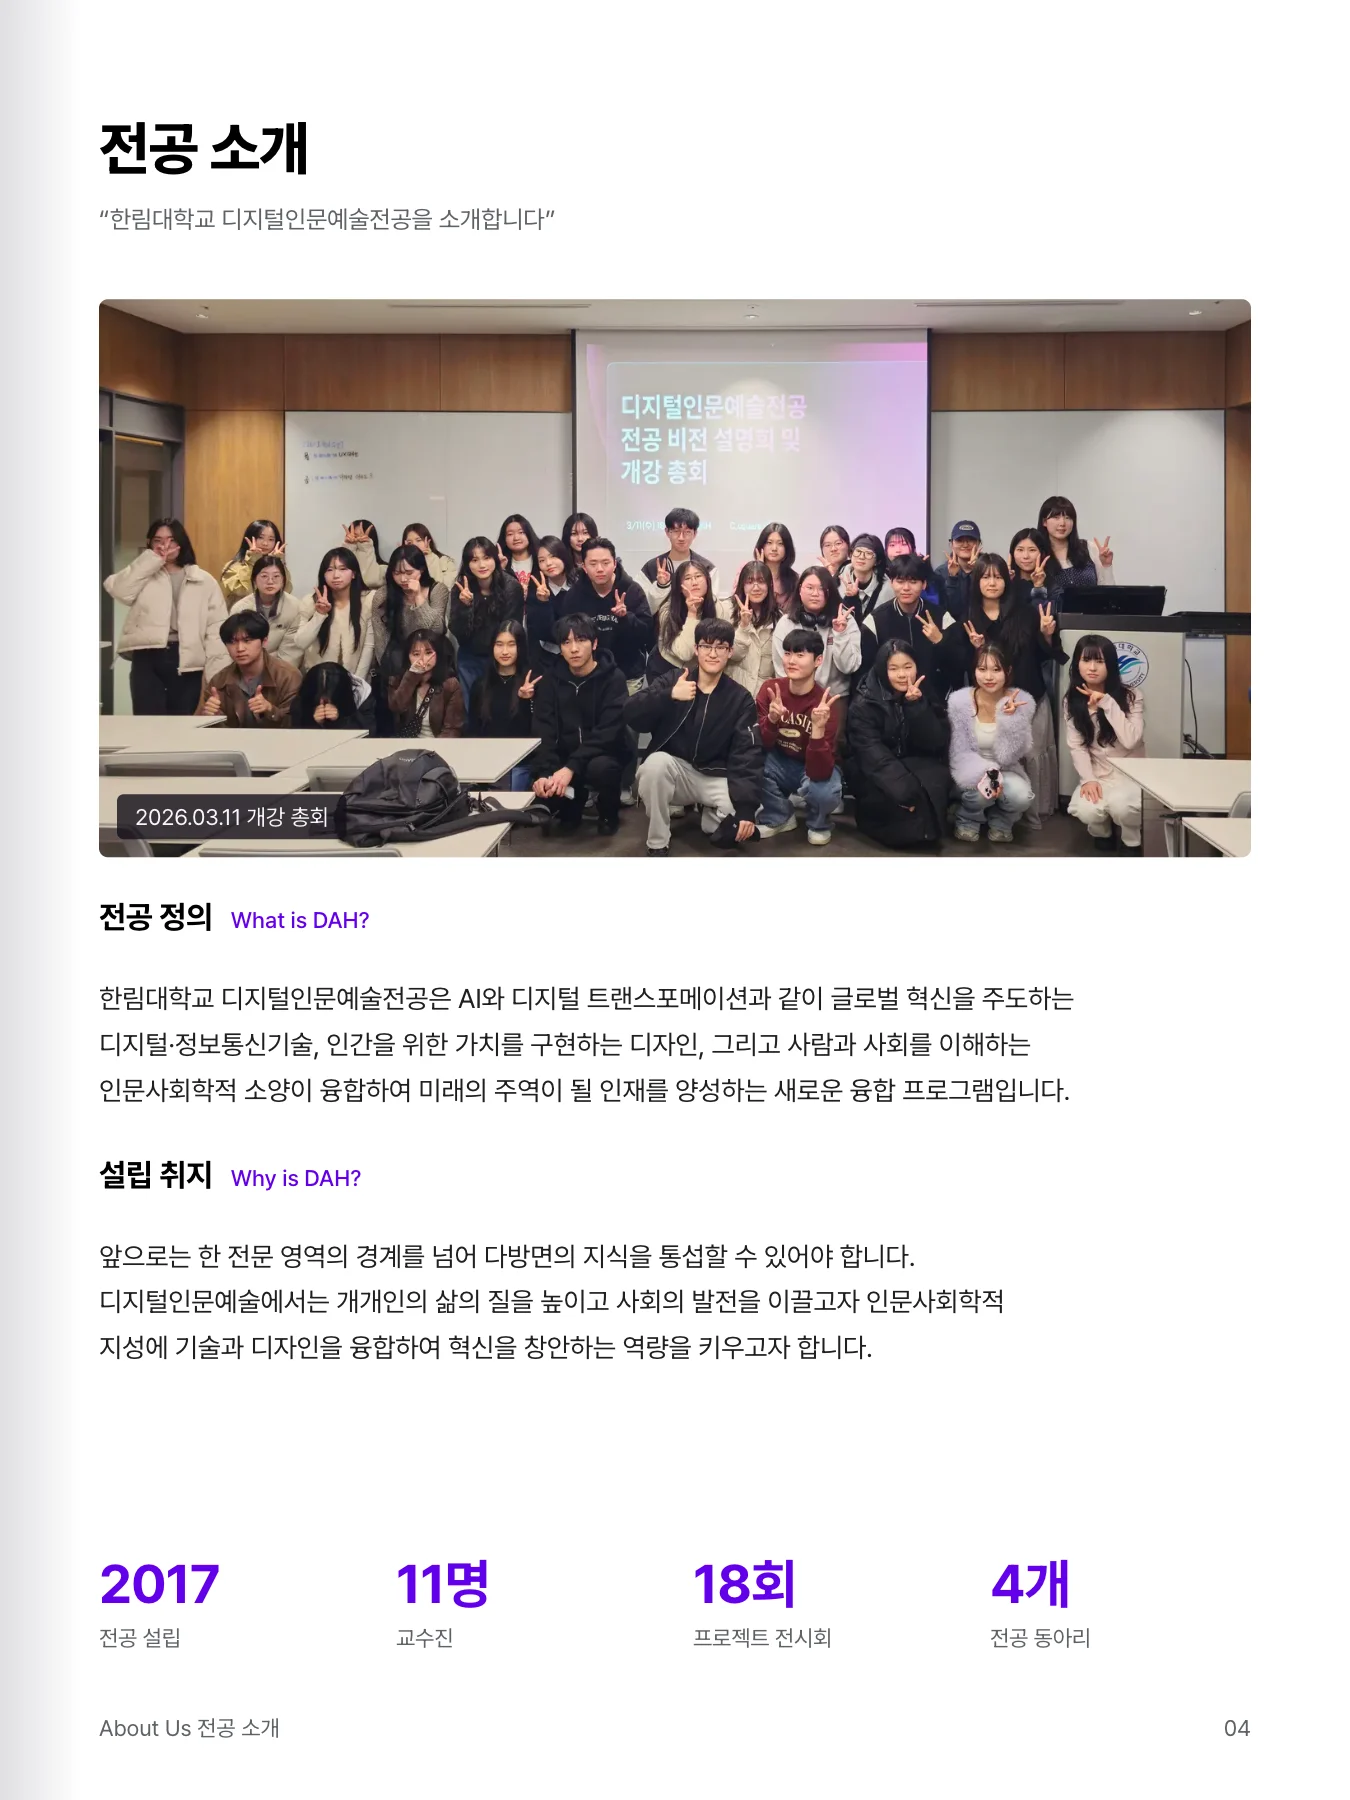 전공 소개
“한림대학교 디지털인문예술전공을 소개합니다”
디지털인문예술전공
전공 비전 설명회 및
개강 총회
2026.03.11 개강 총회
전공 정의 What is DAH?
한림대학교 디지털인문예술전공은 AI와 디지털 트랜스포메이션과 같이 글로벌 혁신을 주도하는
디지털·정보통신기술, 인간을 위한 가치를 구현하는 디자인, 그리고 사람과 사회를 이해하는
인문사회학적 소양이 융합하여 미래의 주역이 될 인재를 양성하는 새로운 융합 프로그램입니다.
설립 취지 Why is DAH?
앞으로는 한 전문 영역의 경계를 넘어 다방면의 지식을 통섭할 수 있어야 합니다.
디지털인문예술에서는 개개인의 삶의 질을 높이고 사회의 발전을 이끌고자 인문사회학적
지성에 기술과 디자인을 융합하여 혁신을 창안하는 역량을 키우고자 합니다.
2017 11명 18회 4개
전공 설립 교수진 프로젝트 전시회 전공 동아리
About Us 전공 소개 04